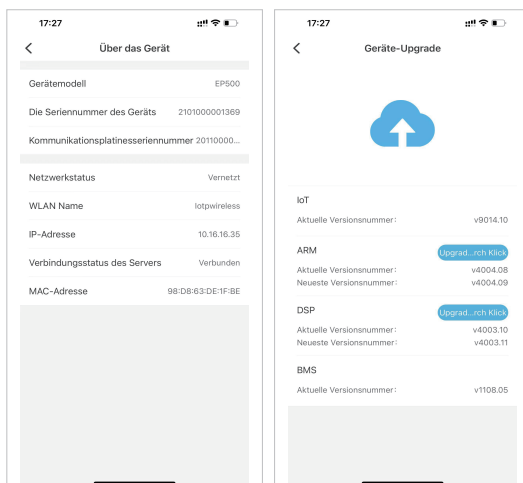 17:27
Über das Gerät
Gerätemodell EP500
Die Seriennummer des Geräts 2101000001369
Kommunikationsplatinesseriennummer 20110000...
Netzwerkstatus Vernetzt
WLAN Name Iotpwireless
IP-Adresse 10.16.16.35
Verbindungsstatus des Servers Verbunden
MAC-Adresse 98:D8:63:DE:1F:BE
17:27
Geräte-Upgrade
IoT
Aktuelle Versionsnummer: v9014.10
ARM Upgrad...rch Klick
Aktuelle Versionsnummer: v4004.08
Neueste Versionsnummer: v4004.09
DSP Upgrad...rch Klick
Aktuelle Versionsnummer: v4003.10
Neueste Versionsnummer: v4003.11
BMS
Aktuelle Versionsnummer: v1108.05